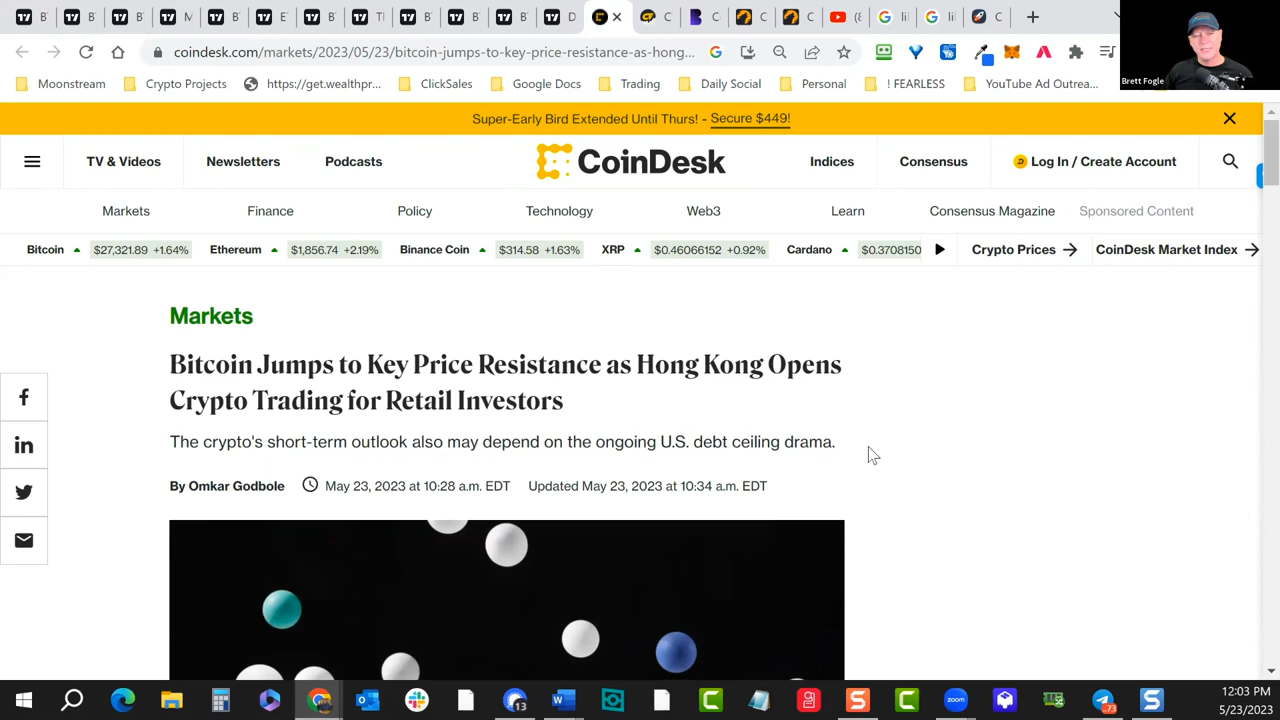 B
B
B
M
B
E
B
T
B
B
B
D
×
C
C
C
C
(8
li
li
C
+
coindesk.com/markets/2023/05/23/bitcoin-jumps-to-key-price-resistance-as-hong...
Brett Fogle
Moonstream
Crypto Projects
https://get.wealthpr...
ClickSales
Google Docs
Trading
Daily Social
Personal
! FEARLESS
YouTube Ad Outrea...
Super-Early Bird Extended Until Thurs! - Secure $449!
TV & Videos
Newsletters
Podcasts
CoinDesk
Indices
Consensus
Log In / Create Account
Markets
Finance
Policy
Technology
Web3
Learn
Consensus Magazine
Sponsored Content
Bitcoin $27,321.89 +1.64%
Ethereum $1,856.74 +2.19%
Binance Coin $314.58 +1.63%
XRP $0.46066152 +0.92%
Cardano $0.3708150
Crypto Prices
CoinDesk Market Index
Markets
Bitcoin Jumps to Key Price Resistance as Hong Kong Opens
Crypto Trading for Retail Investors
The crypto's short-term outlook also may depend on the ongoing U.S. debt ceiling drama.
By Omkar Godbole
May 23, 2023 at 10:28 a.m. EDT
Updated May 23, 2023 at 10:34 a.m. EDT
13
zoom
73
12:03 PM
5/23/2023